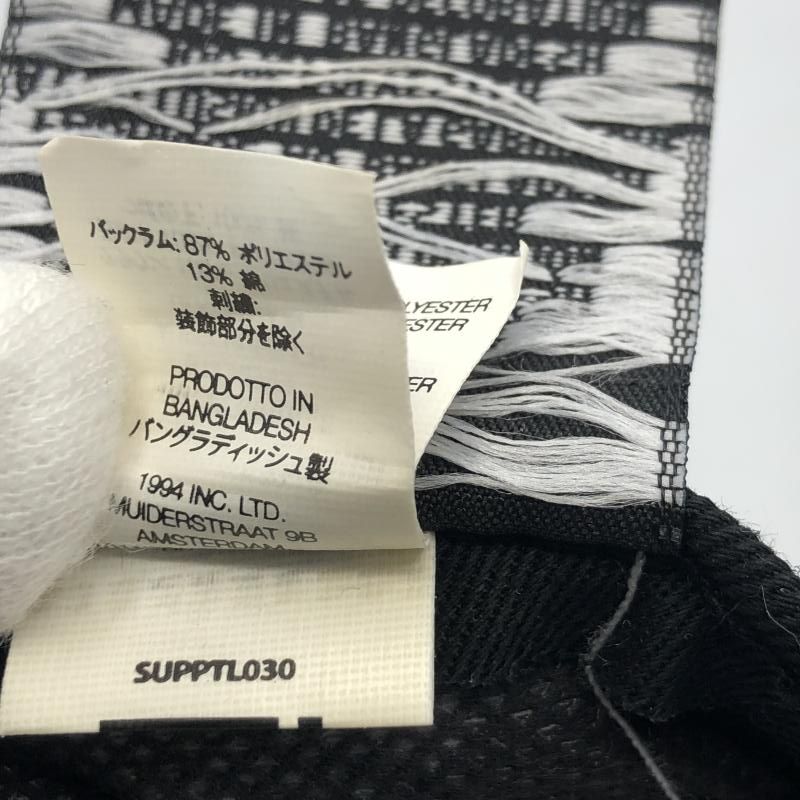 バックラム: 87% ポリエステル
13% 綿
刺繍:
装飾部分を除く
PRODOTTO IN
BANGLADESH
バングラディッシュ製
1994 INC. LTD.
MUIDERSTRAAT 9B
AMSTERDAM
LYESTER
ESTER
ER
SUPPTL030